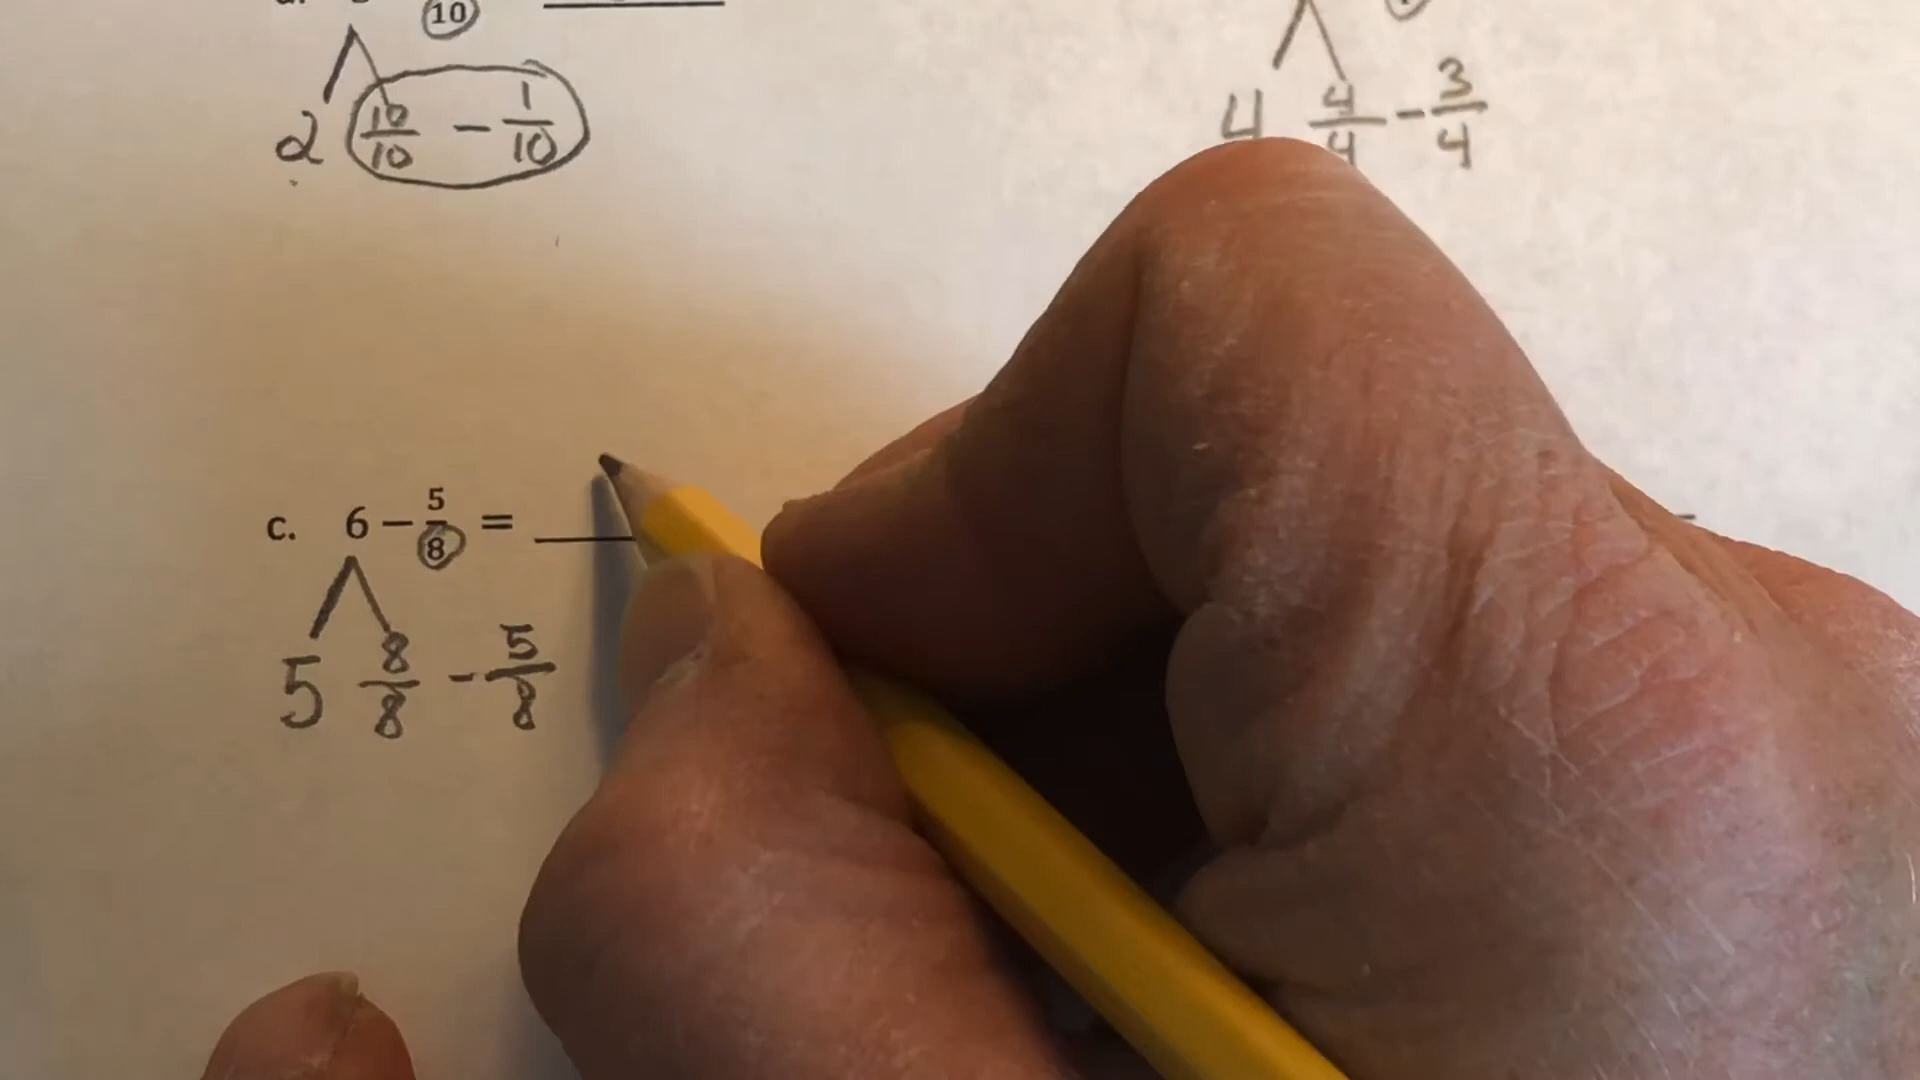 10
2 10/10 - 1/10
4 4/4 - 3/4
c. 6 - 5/8 = ____
5 8/8 - 5/8